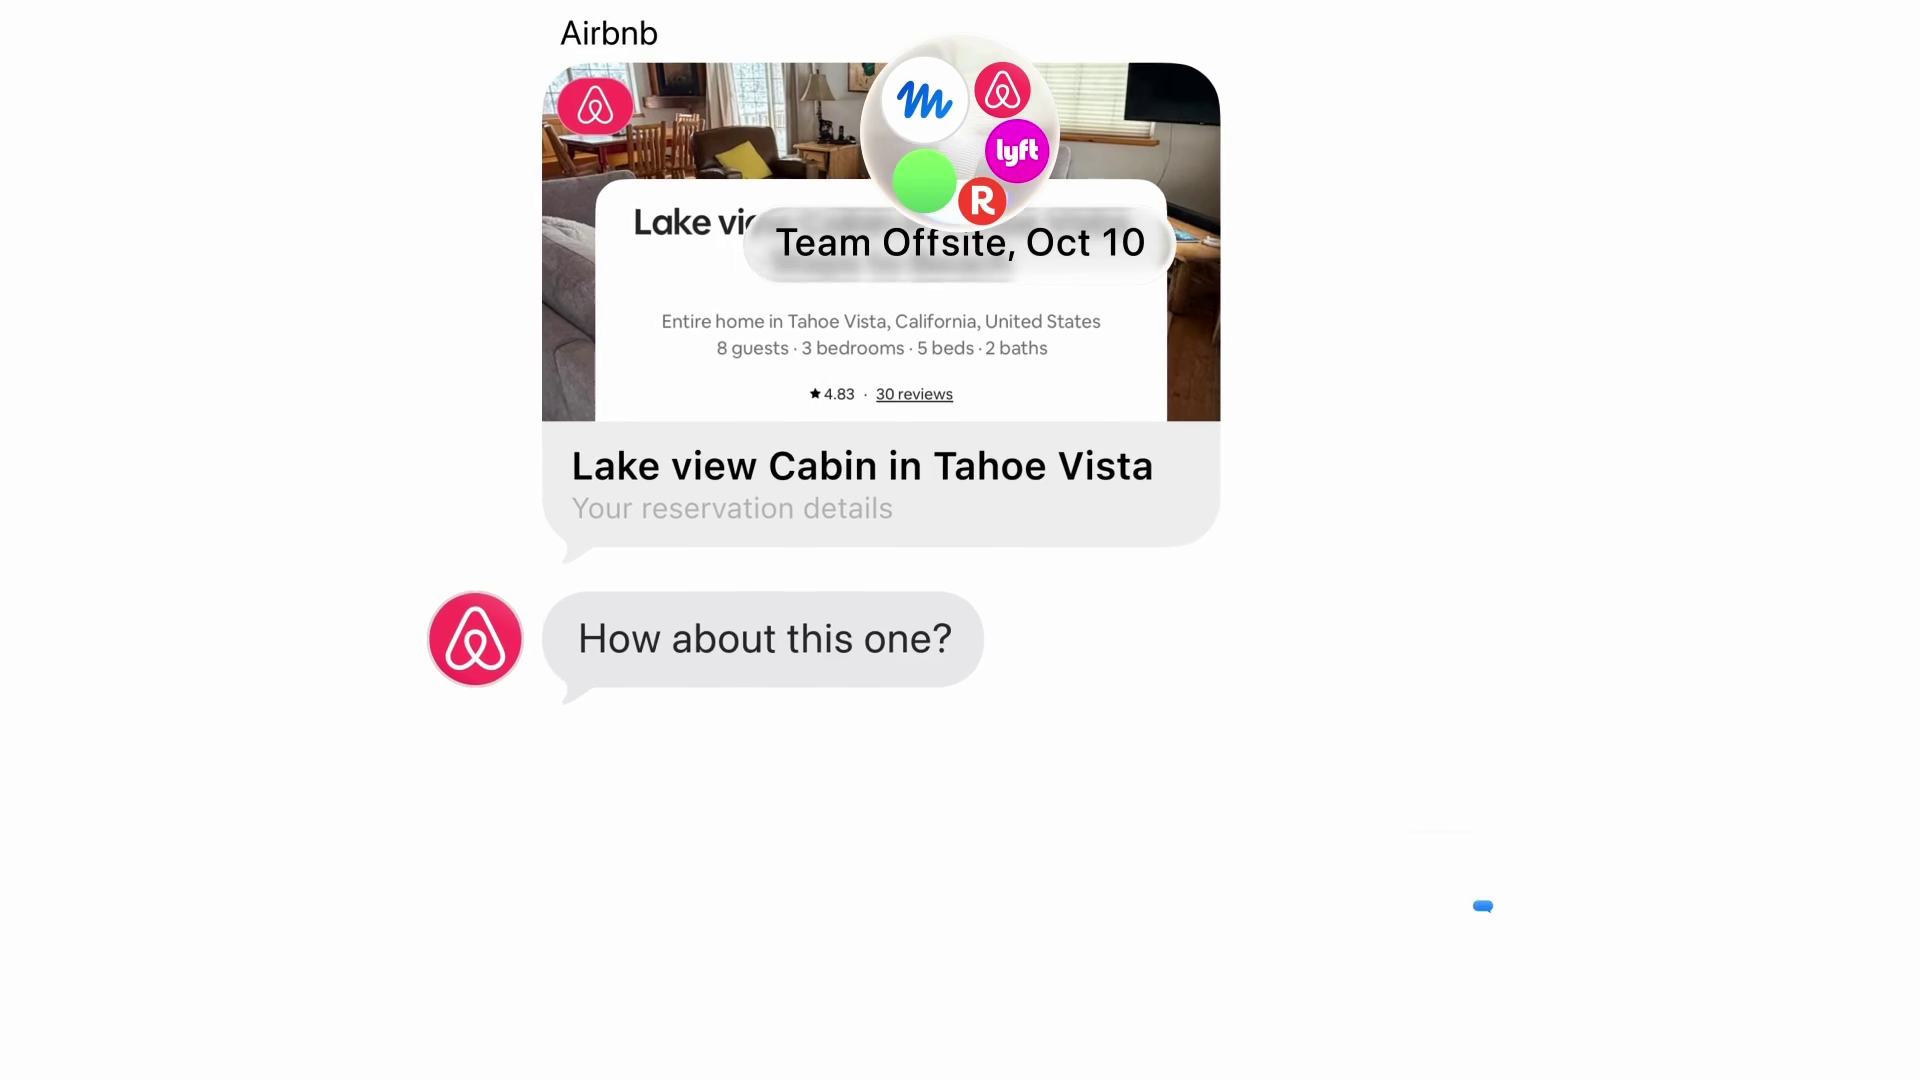 Airbnb
lyft
R
Lake vi
Team Offsite, Oct 10
Entire home in Tahoe Vista, California, United States
8 guests · 3 bedrooms · 5 beds · 2 baths
★ 4.83 · 30 reviews
Lake view Cabin in Tahoe Vista
Your reservation details
How about this one?